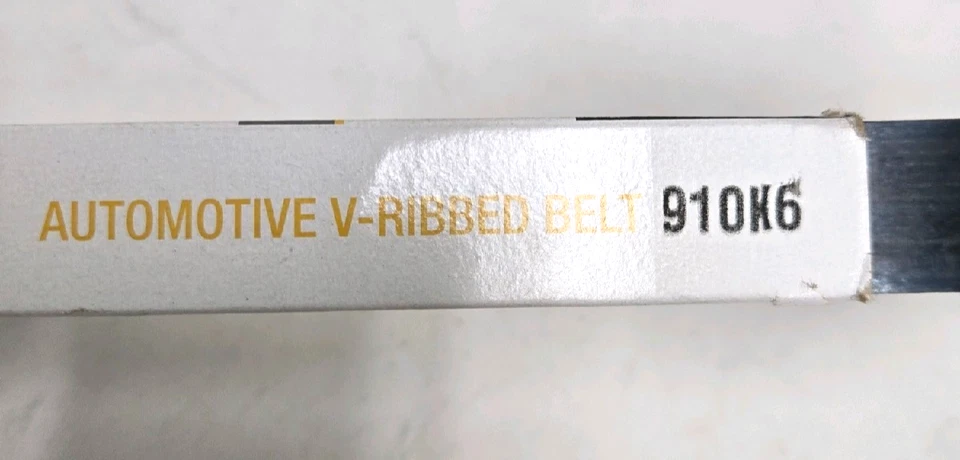 AUTOMOTIVE V-RIBBED BELT 910K6